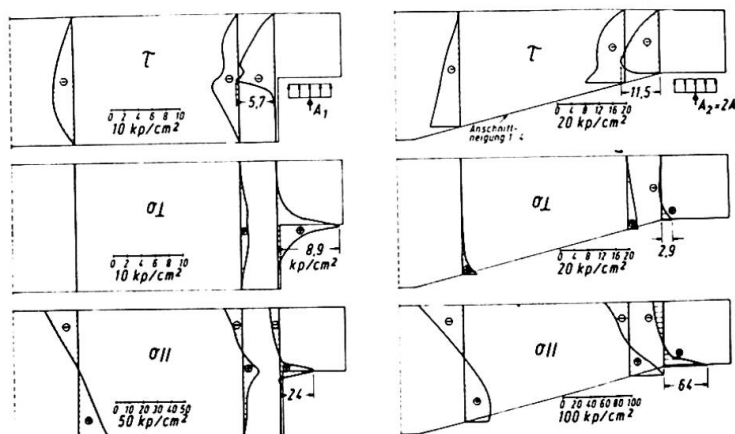 τ
5,7
0 2 4 6 8 10
10 kp/cm²
A₁
τ
11,5
Anschnitt-
neigung 1:4
0 4 8 12 16 20
20 kp/cm²
A₂=2A
σ⊥
0 2 4 6 8 10
10 kp/cm²
8,9
kp/cm²
σ⊥
0 4 8 12 16 20
20 kp/cm²
2,9
σ||
0 10 20 30 40 50
50 kp/cm²
24
σ||
0 20 40 60 80 100
100 kp/cm²
64